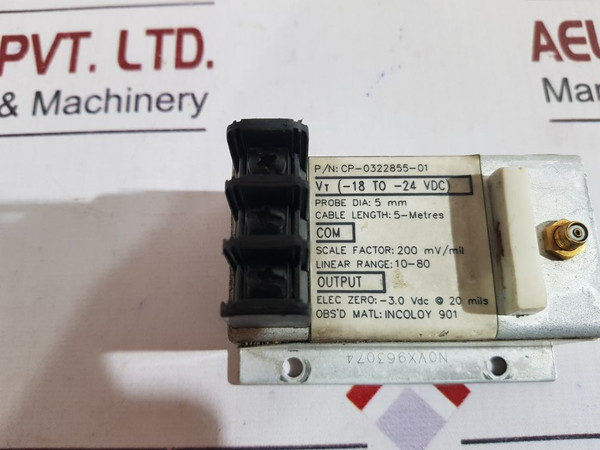 PVT. LTD.
& Machinery
AEL
Mar
P/N: CP-0322855-01
VT (-18 TO -24 VDC)
PROBE DIA: 5 mm
CABLE LENGTH: 5-Metres
COM
SCALE FACTOR: 200 mV/mil
LINEAR RANGE: 10-80
OUTPUT
ELEC ZERO: -3.0 Vdc @ 20 mils
OBS'D MATL: INCOLOY 901
NOVX963074